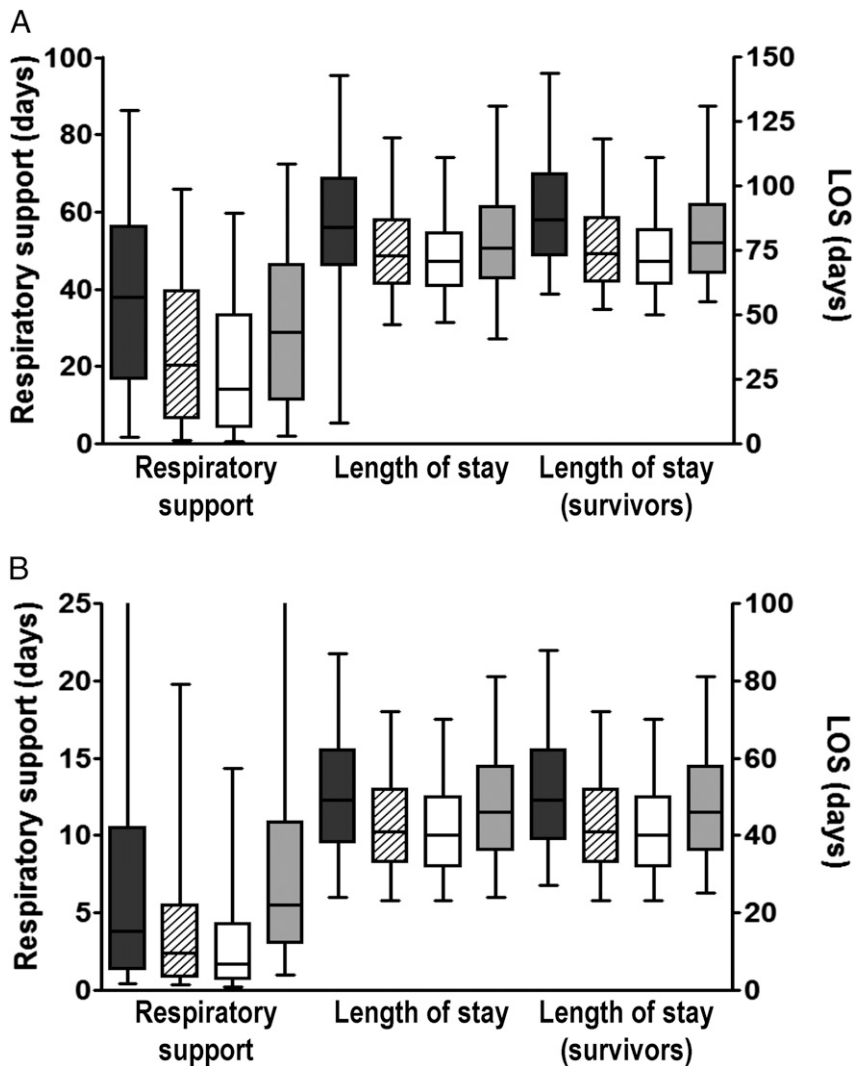 A
Respiratory support (days)
100
80
60
40
20
0
150
125
100
75
50
25
0
LOS (days)
Respiratory
support
Length of stay
Length of stay
(survivors)
B
Respiratory support (days)
25
20
15
10
5
0
100
80
60
40
20
0
LOS (days)
Respiratory
support
Length of stay
Length of stay
(survivors)